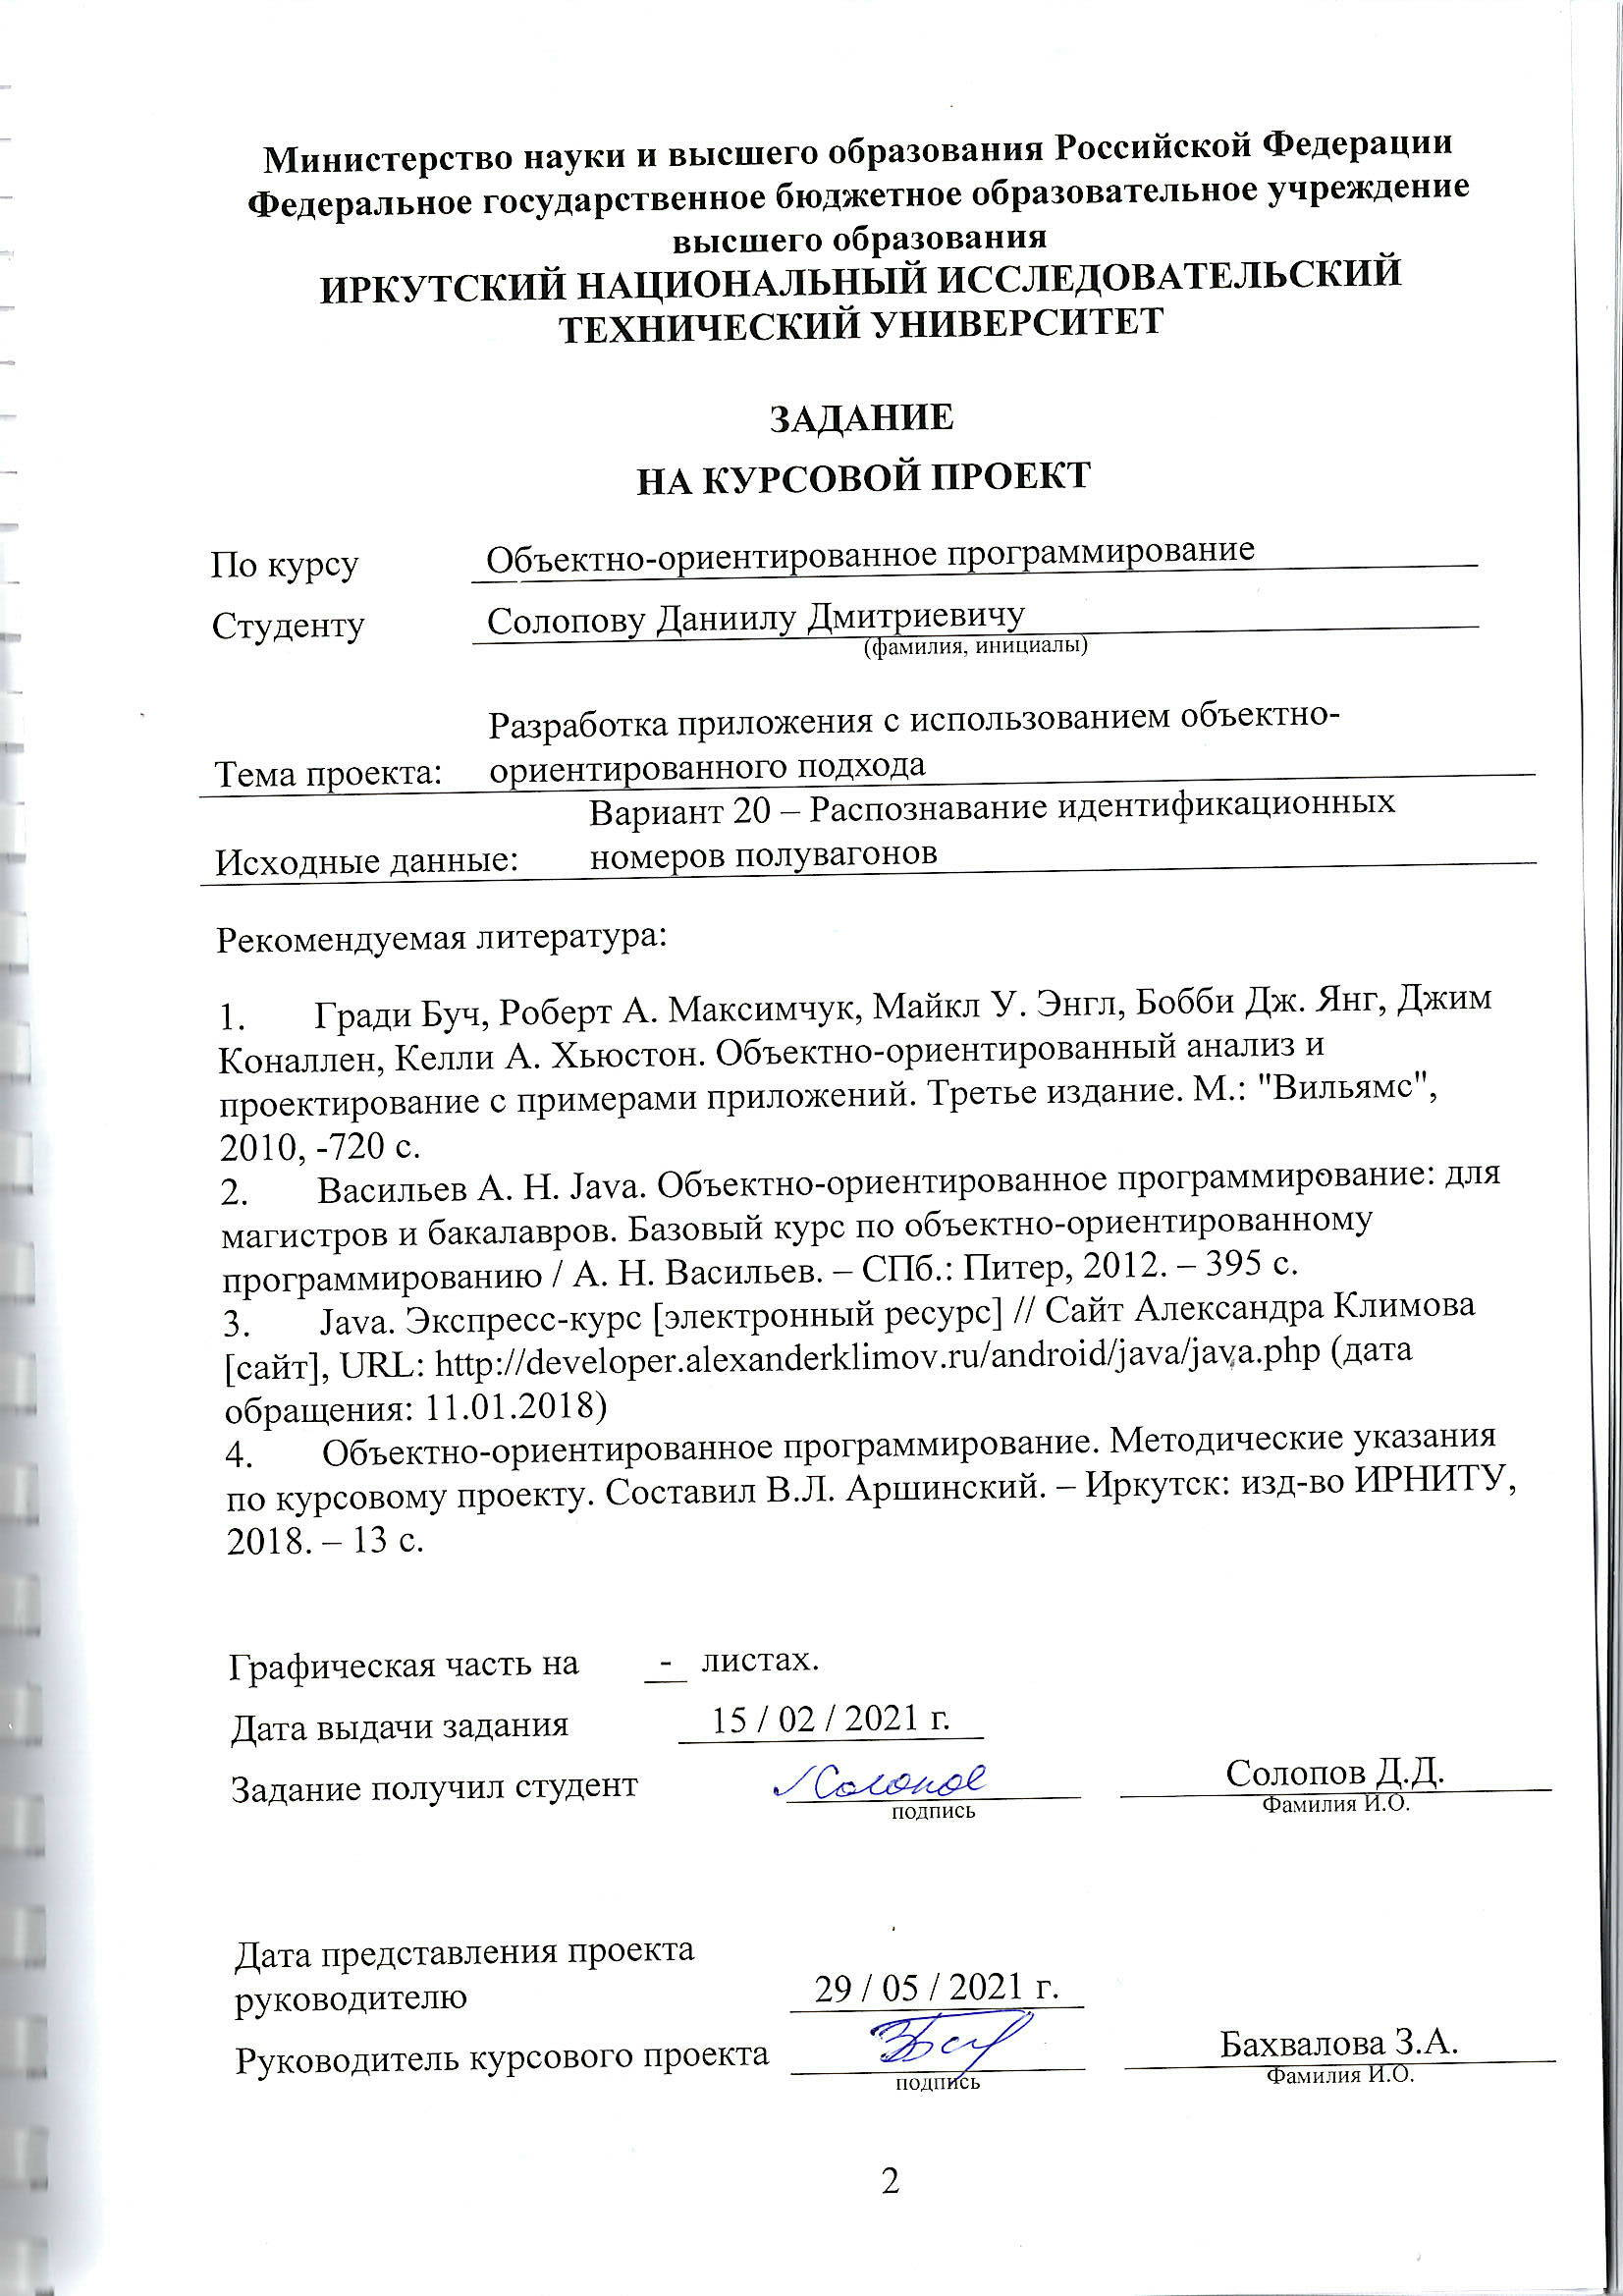 Министерство науки и высшего образования Российской Федерации
Федеральное государственное бюджетное образовательное учреждение
высшего образования
ИРКУТСКИЙ НАЦИОНАЛЬНЫЙ ИССЛЕДОВАТЕЛЬСКИЙ
ТЕХНИЧЕСКИЙ УНИВЕРСИТЕТ
ЗАДАНИЕ
НА КУРСОВОЙ ПРОЕКТ
По курсу Объектно-ориентированное программирование
Студенту Солопову Даниилу Дмитриевичу
(фамилия, инициалы)
Разработка приложения с использованием объектно-
Тема проекта: ориентированного подхода
Вариант 20 – Распознавание идентификационных
Исходные данные: номеров полувагонов
Рекомендуемая литература:
1. Гради Буч, Роберт А. Максимчук, Майкл У. Энгл, Бобби Дж. Янг, Джим
Коналлен, Келли А. Хьюстон. Объектно-ориентированный анализ и
проектирование с примерами приложений. Третье издание. М.: "Вильямс",
2010, -720 с.
2. Васильев А. Н. Java. Объектно-ориентированное программирование: для
магистров и бакалавров. Базовый курс по объектно-ориентированному
программированию / А. Н. Васильев. – СПб.: Питер, 2012. – 395 с.
3. Java. Экспресс-курс [электронный ресурс] // Сайт Александра Климова
[сайт], URL: http://developer.alexanderklimov.ru/android/java/java.php (дата
обращения: 11.01.2018)
4. Объектно-ориентированное программирование. Методические указания
по курсовому проекту. Составил В.Л. Аршинский. – Иркутск: изд-во ИРНИТУ,
2018. – 13 с.
Графическая часть на - листах.
Дата выдачи задания 15 / 02 / 2021 г.
Задание получил студент Солопов Солопов Д.Д.
подпись Фамилия И.О.
Дата представления проекта
руководителю 29 / 05 / 2021 г.
Руководитель курсового проекта Бахвалова З.А.
подпись Фамилия И.О.
2